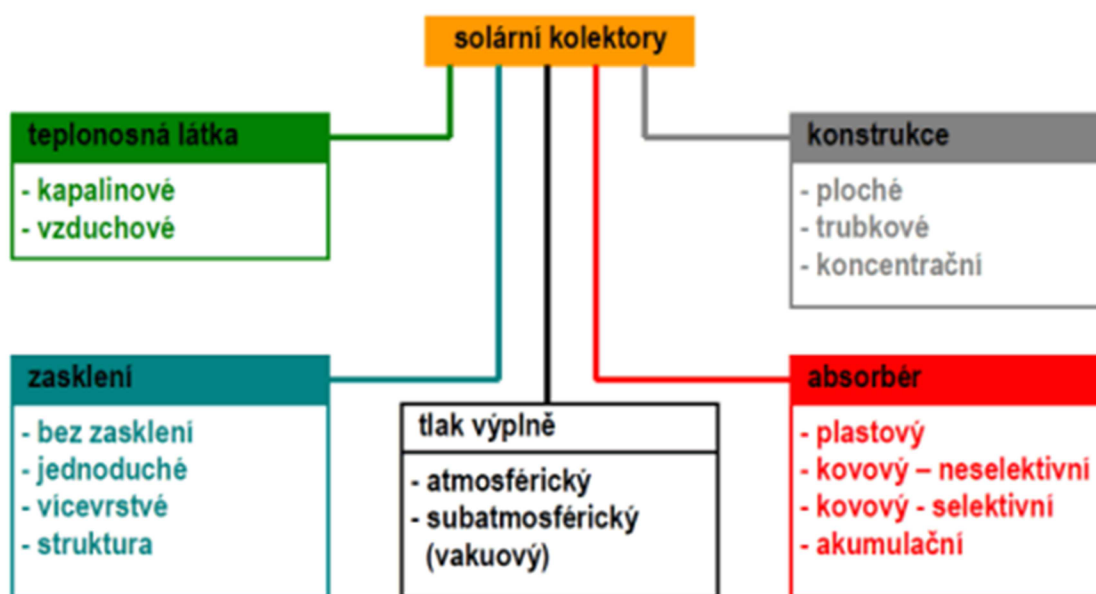 solární kolektory
teplonosná látka
- kapalinové
- vzduchové
konstrukce
- ploché
- trubkové
- koncentrační
zasklení
- bez zasklení
- jednoduché
- vícevrstvé
- struktura
tlak výplně
- atmosférický
- subatmosférický
(vakuový)
absorbér
- plastový
- kovový – neselektivní
- kovový - selektivní
- akumulační